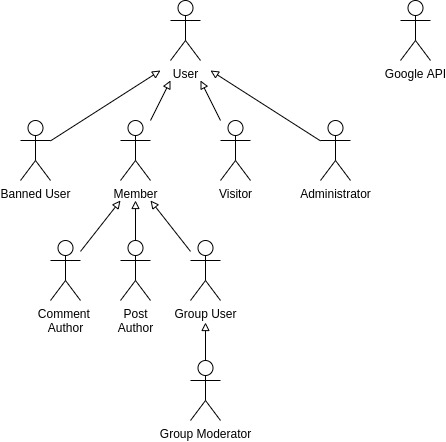 User
Google API
Banned User
Member
Visitor
Administrator
Comment
Author
Post
Author
Group User
Group Moderator